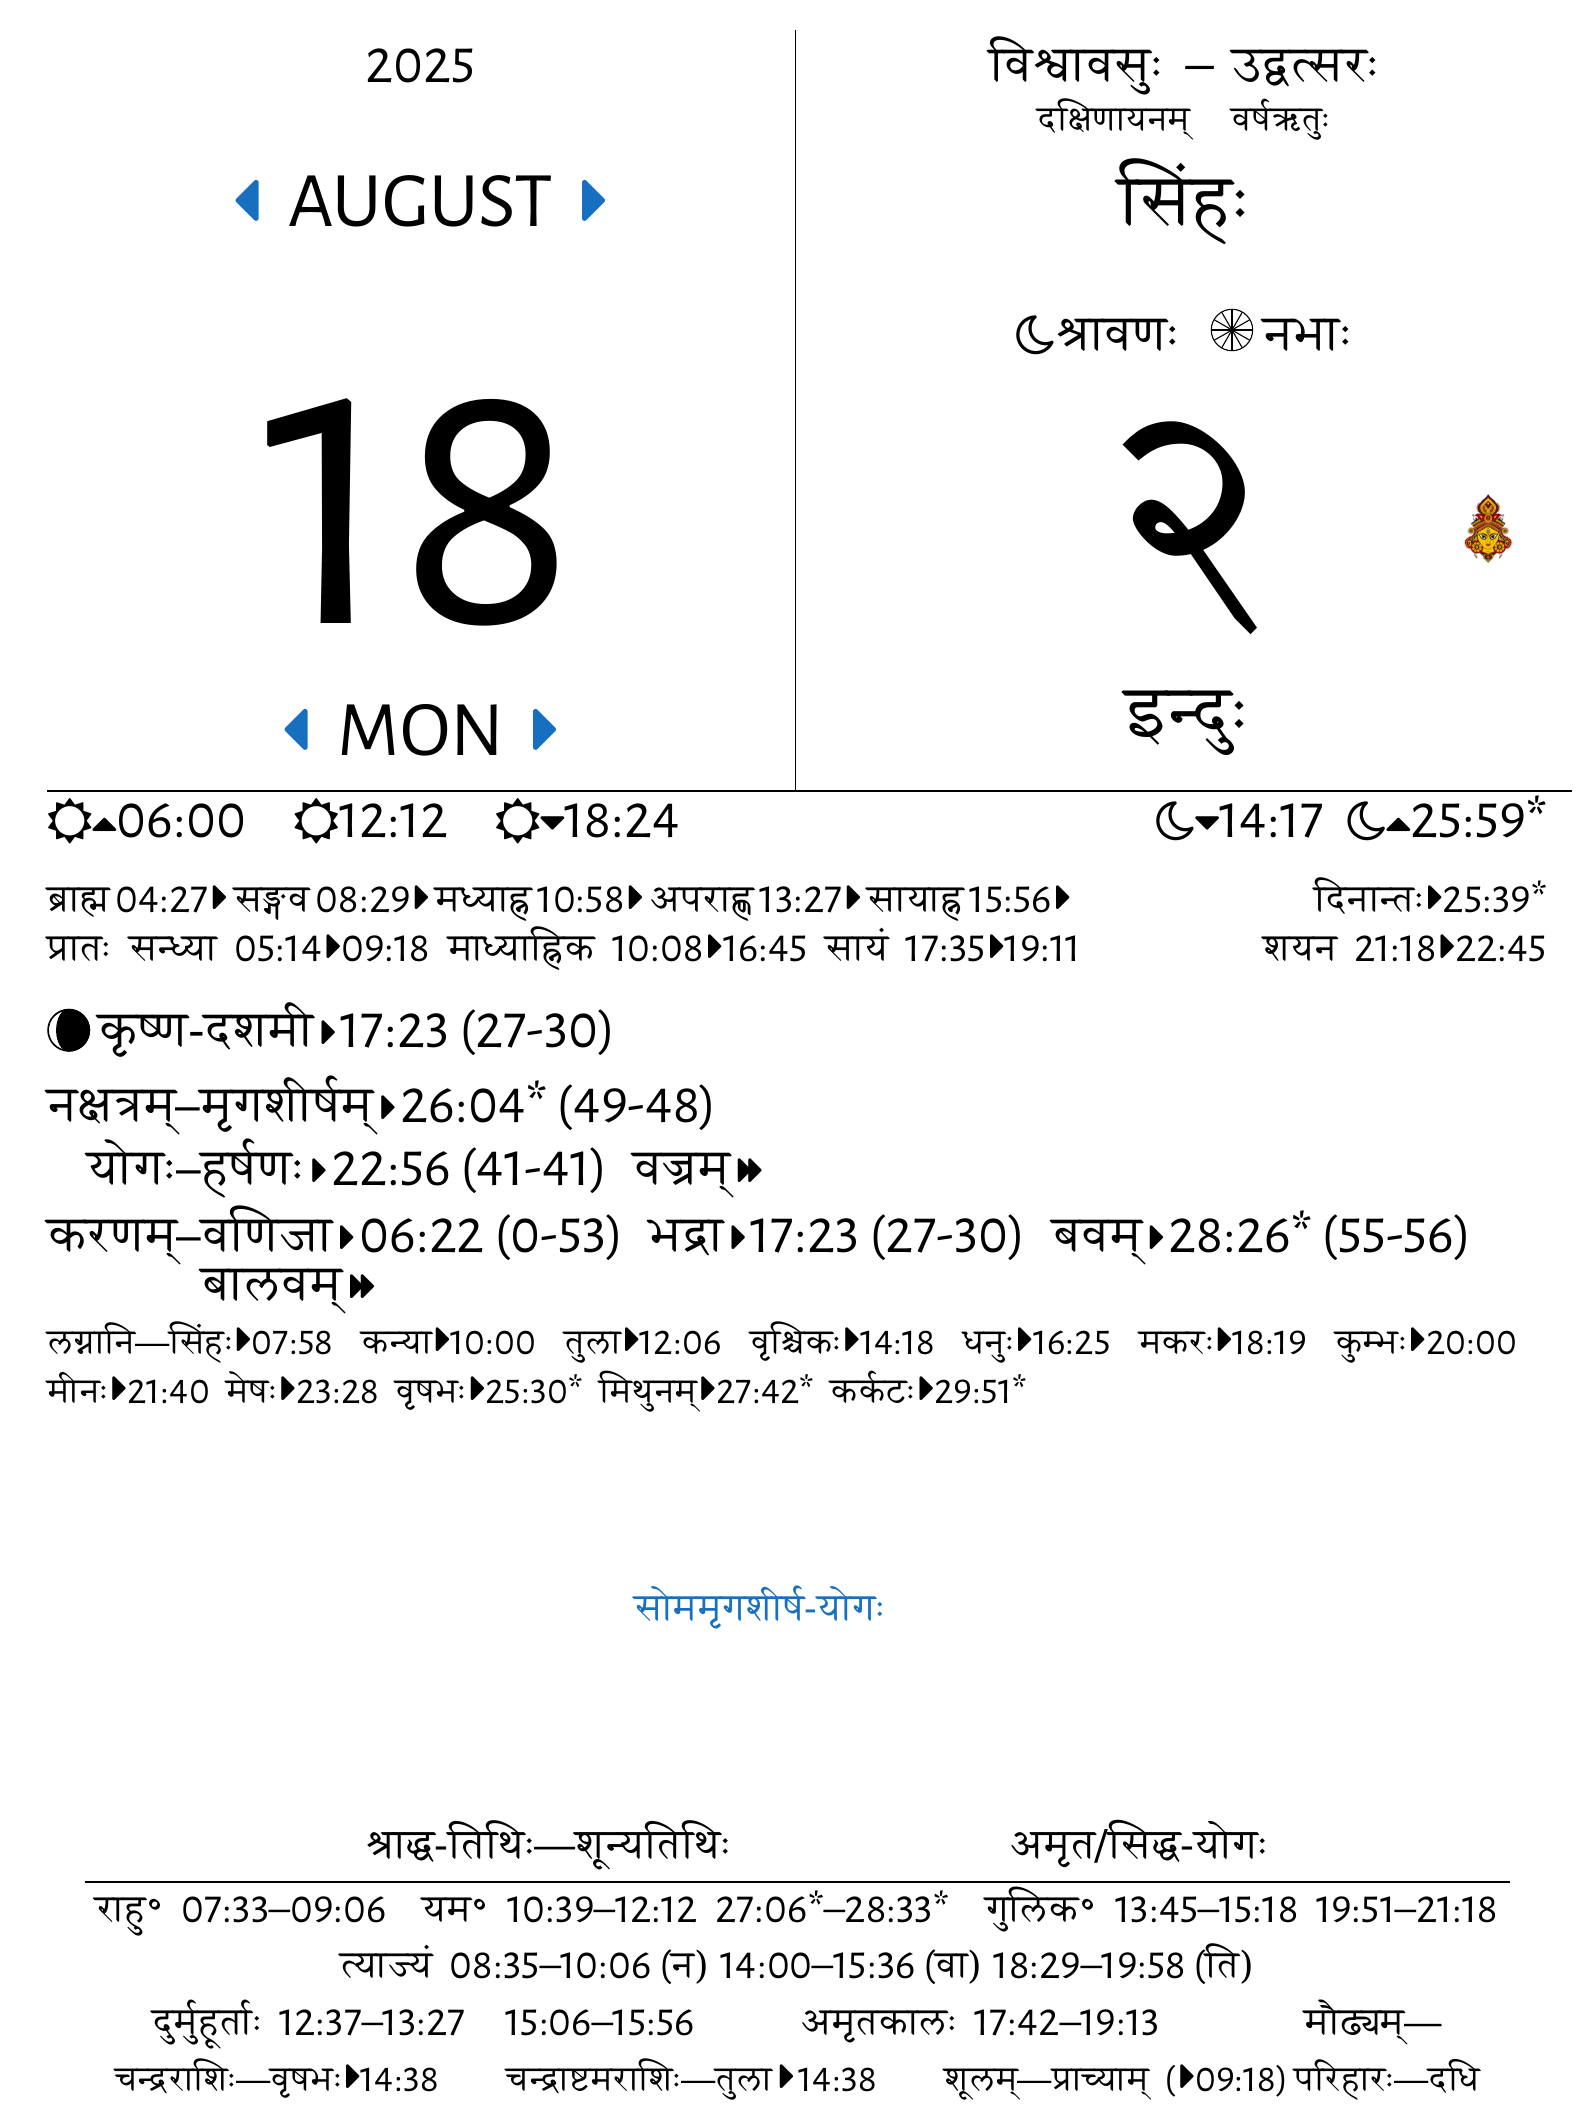 2025
AUGUST
18
MON
विश्वावसुः – उद्वत्सरः
दक्षिणायनम् वर्षऋतुः
सिंहः
श्रावणः नभाः
२
इन्दुः
06:00 12:12 18:24 14:17 25:59*
ब्राह्म 04:27 सङ्गव 08:29 मध्याह्न 10:58 अपराह्ण 13:27 सायाह्न 15:56 दिनान्तः 25:39*
प्रातः सन्ध्या 05:14 09:18 माध्याह्निक 10:08 16:45 सायं 17:35 19:11 शयन 21:18 22:45
कृष्ण-दशमी 17:23 (27-30)
नक्षत्रम्–मृगशीर्षम् 26:04* (49-48)
योगः–हर्षणः 22:56 (41-41) वज्रम्
करणम्–वणिजा 06:22 (0-53) भद्रा 17:23 (27-30) बवम् 28:26* (55-56)
बालवम्
लग्नानि—सिंहः 07:58 कन्या 10:00 तुला 12:06 वृश्चिकः 14:18 धनुः 16:25 मकरः 18:19 कुम्भः 20:00
मीनः 21:40 मेषः 23:28 वृषभः 25:30* मिथुनम् 27:42* कर्कटः 29:51*
सोममृगशीर्ष-योगः
श्राद्ध-तिथिः—शून्यतिथिः अमृत/सिद्ध-योगः
राहु॰ 07:33–09:06 यम॰ 10:39–12:12 27:06*–28:33* गुलिक॰ 13:45–15:18 19:51–21:18
त्याज्यं 08:35–10:06 (न) 14:00–15:36 (वा) 18:29–19:58 (ति)
दुर्मुहूर्ताः 12:37–13:27 15:06–15:56 अमृतकालः 17:42–19:13 मौढ्यम्—
चन्द्रराशिः—वृषभः 14:38 चन्द्राष्टमराशिः—तुला 14:38 शूलम्—प्राच्याम् ( 09:18) परिहारः—दधि